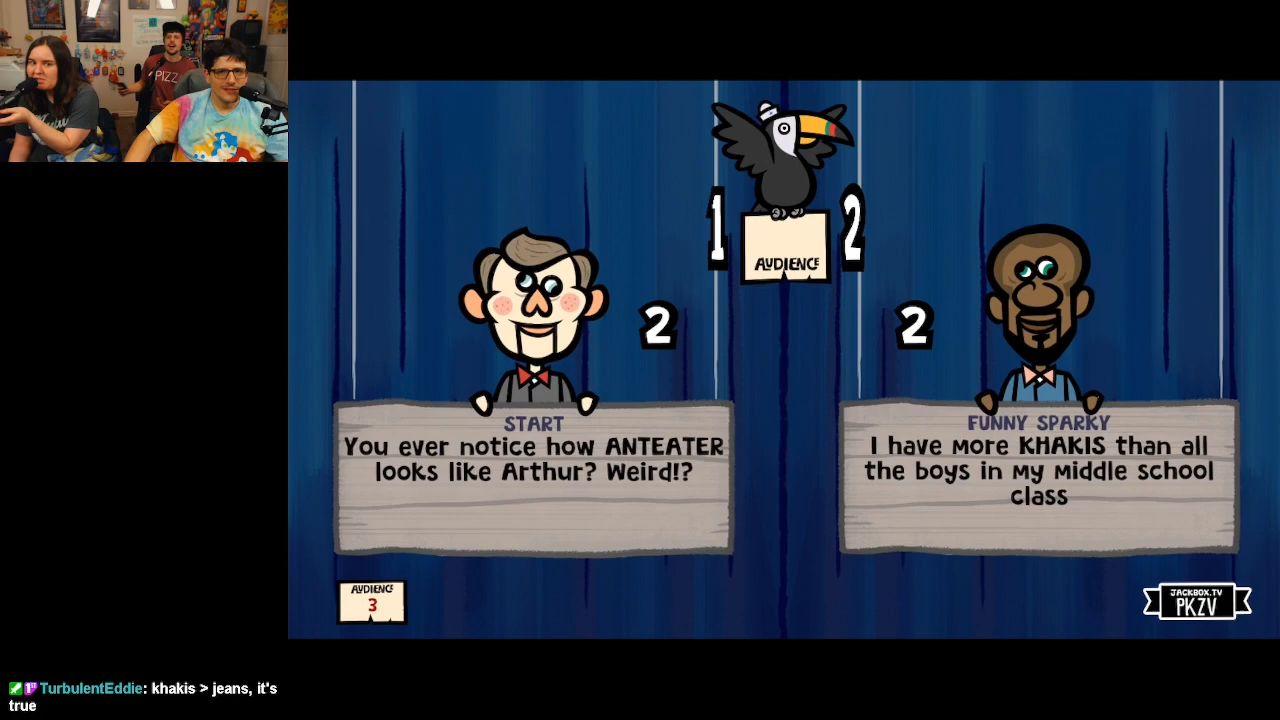 PIZZ
1
2
AUDIENCE
2
2
START
You ever notice how ANTEATER
looks like Arthur? Weird!?
FUNNY SPARKY
I have more KHAKIS than all
the boys in my middle school
class
AUDIENCE
3
JACKBOX.TV
PKZV
TurbulentEddie: khakis > jeans, it's
true